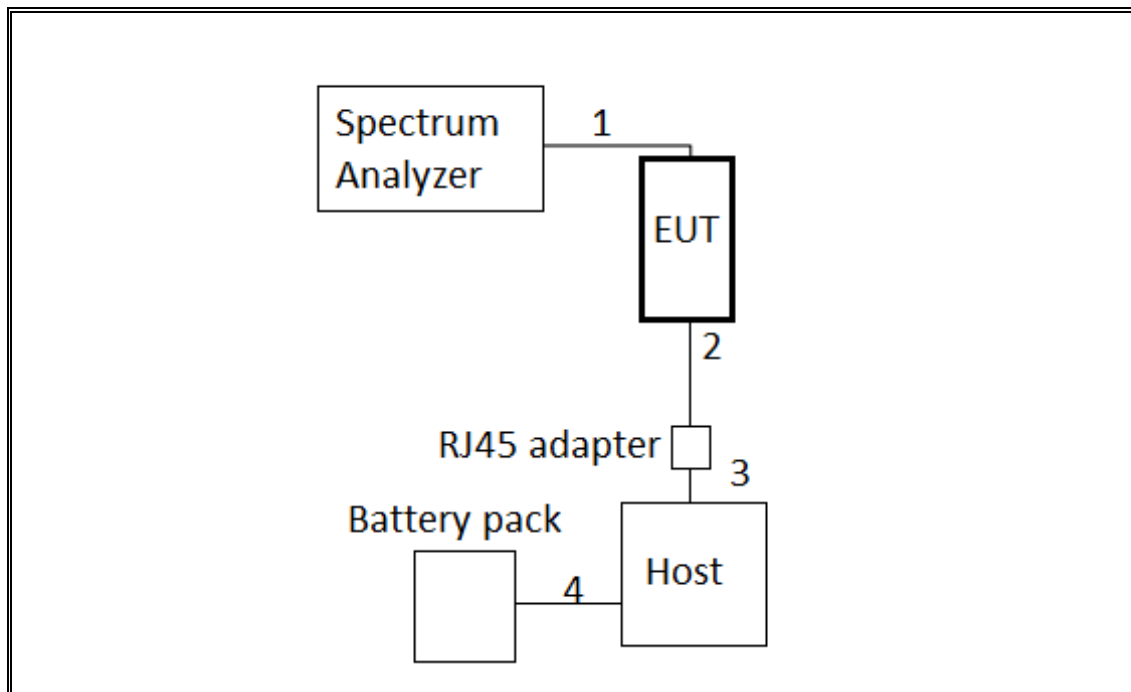 Spectrum
Analyzer
1
EUT
2
RJ45 adapter
3
Battery pack
Host
4